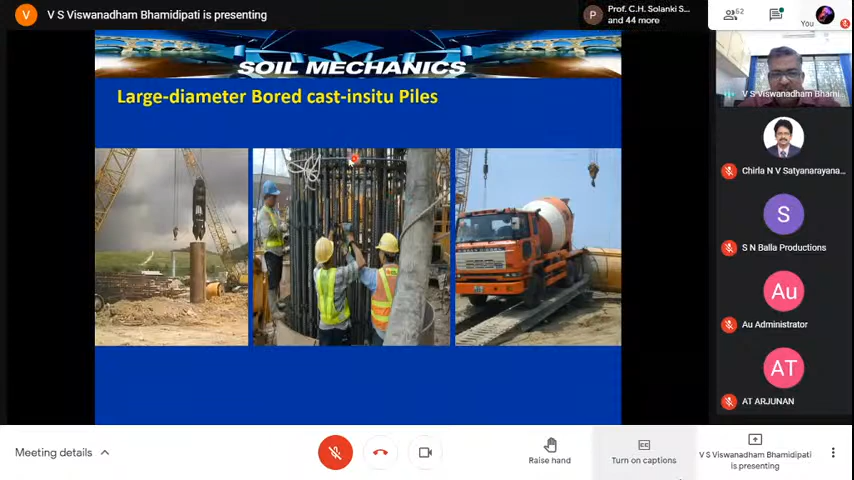 V
V S Viswanadham Bhamidipati is presenting
P
Prof. C.H. Solanki S...
and 44 more
52
You
SOIL MECHANICS
Large-diameter Bored cast-insitu Piles
V S Viswanadham Bhami...
Chirla N V Satyanarayana...
S
S N Balla Productions
Au
Au Administrator
AT
AT ARJUNAN
Meeting details
Raise hand
Turn on captions
V S Viswanadham Bhamidipati
is presenting